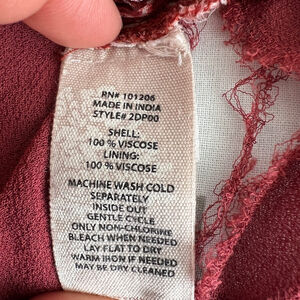 RN# 101206
MADE IN INDIA
STYLE# 2DP00
SHELL:
100 % VISCOSE
LINING:
100 % VISCOSE
MACHINE WASH COLD
SEPARATELY
INSIDE OUT
GENTLE CYCLE
ONLY NON-CHLORINE
BLEACH WHEN NEEDED
LAY FLAT TO DRY
WARM IRON IF NEEDED
MAY BE DRY CLEANED